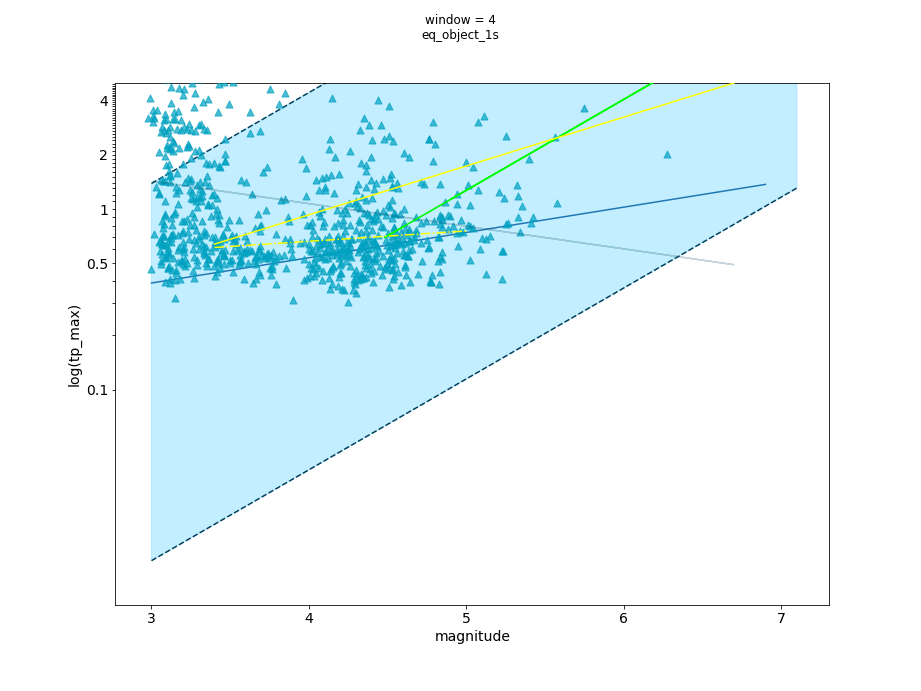 window = 4
eq_object_1s
4
2
1
0.5
0.1
log(tp_max)
3
4
5
6
7
magnitude